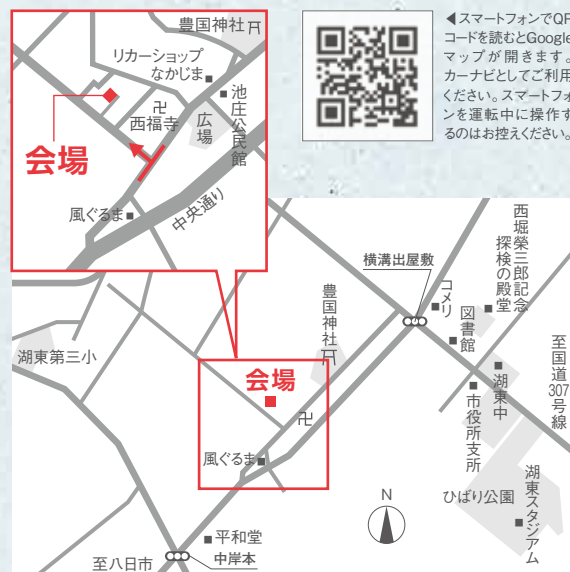 豊国神社
リカーショップ
なかじま
卍
西福寺
広場
池庄公民館
会場
風ぐるま
中央通り
◀スマートフォンでQR
コードを読むとGoogle
マップが開きます。
カーナビとしてご利用
ください。スマートフォ
ンを運転中に操作す
るのはお控えください。
西堀榮三郎記念
探検の殿堂
横溝出屋敷
コメリ
図書館
豊国神社
湖東第三小
会場
卍
湖東中
市役所支所
至国道307号線
風ぐるま
ひばり公園
湖東スタジアム
N
平和堂
中岸本
至八日市